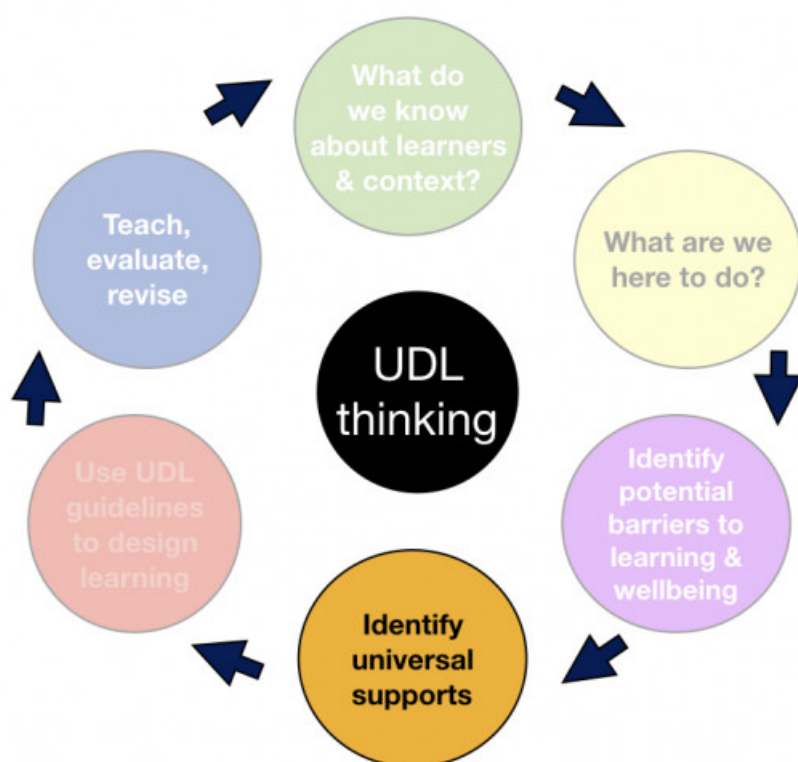 What do
we know
about learners
& context?
What are we
here to do?
Identify
potential
barriers to
learning &
wellbeing
Identify
universal
supports
Use UDL
guidelines
to design
learning
Teach,
evaluate,
revise
UDL
thinking